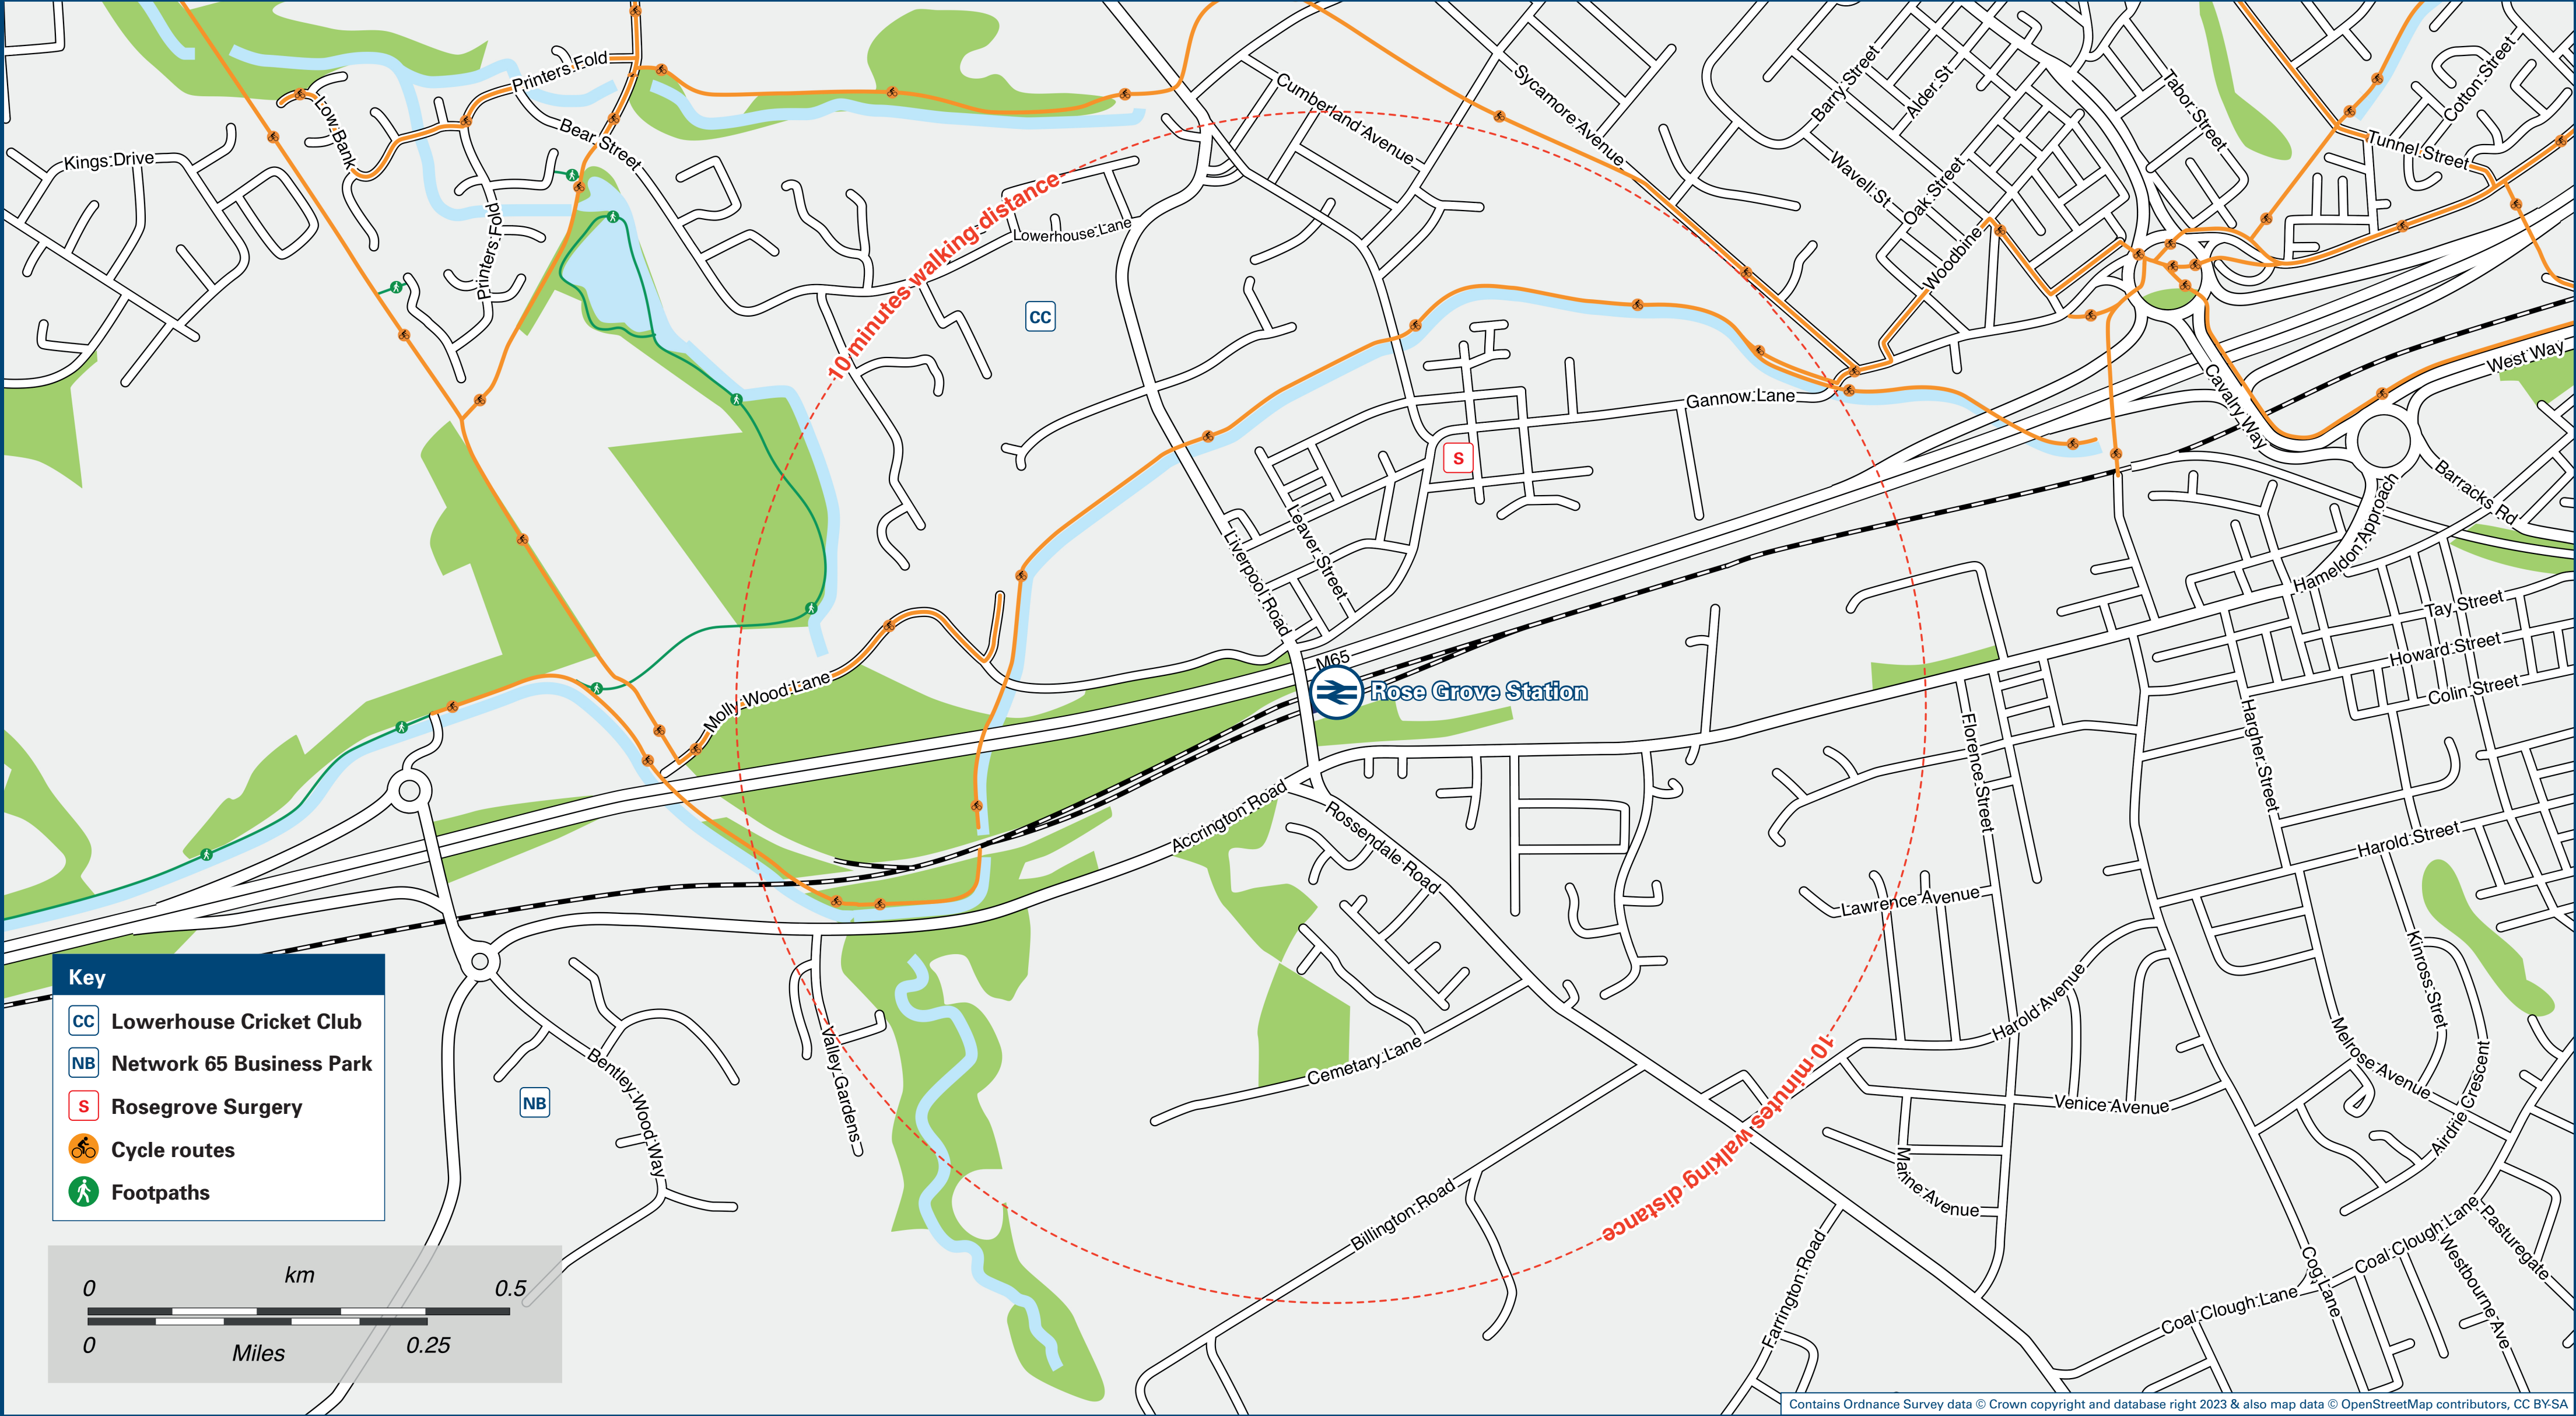 Printers Fold
Low Bank
Bear Street
Kings Drive
Printers Fold
Cumberland Avenue
Sycamore Avenue
Barry Street
Alder St
Tabor Street
Cotton Street
Tunnel Street
Wavell St
Oak Street
Woodbine
Lowerhouse Lane
10 minutes walking distance
CC
Gannow Lane
Cavalry Way
West Way
S
Barracks Rd
Leaver Street
Liverpool Road
Hameldon Approach
Tay Street
Howard Street
Colin Street
M65
Rose Grove Station
Molly Wood Lane
Florence Street
Hargher Street
Accrington Road
Rossendale Road
Harold Street
Lawrence Avenue
Harold Avenue
Kinross Stret
Cemetary Lane
Valley Gardens
Bentley Wood Way
NB
Melrose Avenue
Airdrie Crescent
Venice Avenue
10 minutes walking distance
Marine Avenue
Billington Road
Farrington Road
Coal Clough Lane
Coal Clough Lane
Cog Lane
Pasturegate
Westbourne Ave
Key
CC Lowerhouse Cricket Club
NB Network 65 Business Park
S Rosegrove Surgery
Cycle routes
Footpaths
km
0 0.5
0 0.25
Miles
Contains Ordnance Survey data © Crown copyright and database right 2023 & also map data © OpenStreetMap contributors, CC BY-SA